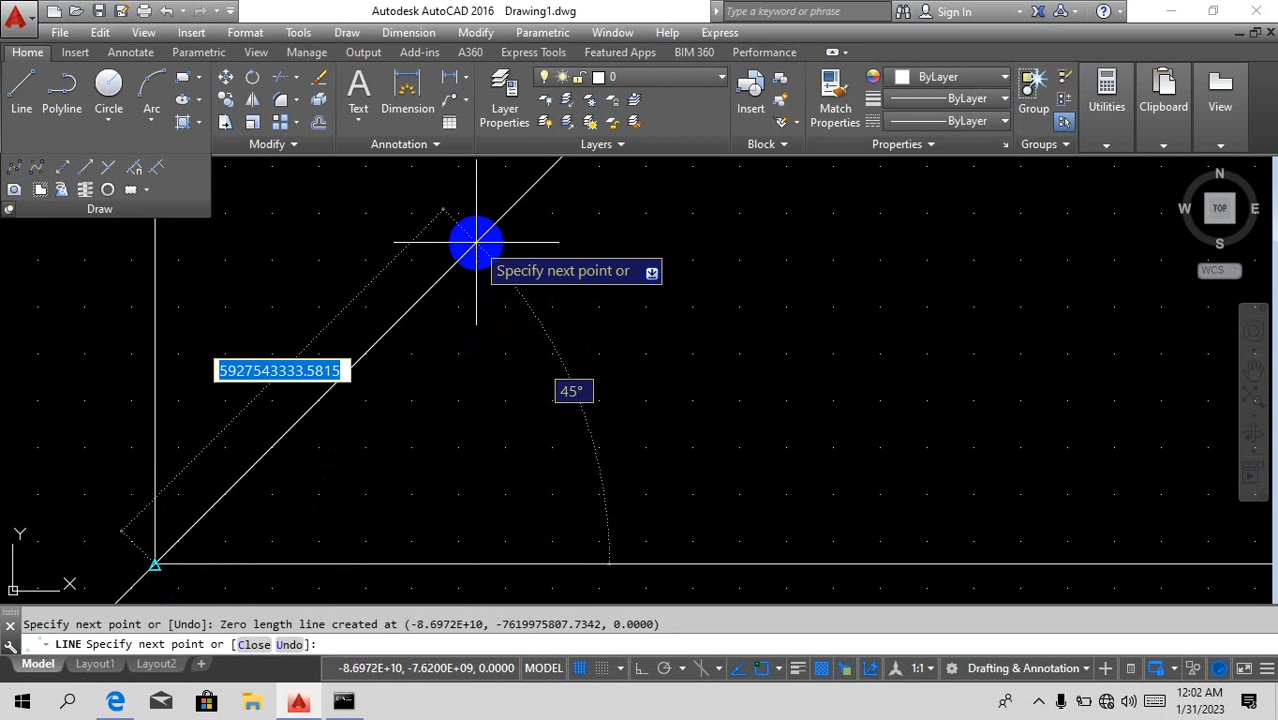 Autodesk AutoCAD 2016 Drawing1.dwg
Type a keyword or phrase
Sign In
File Edit View Insert Format Tools Draw Dimension Modify Parametric Window Help Express
Home Insert Annotation Parametric View Manage Output Add-ins A360 Express Tools Featured Apps BIM 360 Performance
Line Polyline Circle Arc
Text Dimension
Layer Properties
0
Insert
Match Properties
ByLayer
ByLayer
ByLayer
Group
Utilities
Clipboard
View
Modify Annotation Layers Block Properties Groups
Draw
N
W TOP E
S
WCS
Specify next point or
5927543333.5815
45°
Y
X
Specify next point or [Undo]: Zero length line created at (-8.6972E+10, -7619975807.7342, 0.0000)
LINE Specify next point or [Close Undo]:
Model Layout1 Layout2 +
-8.6972E+10, -7.6200E+09, 0.0000 MODEL
1:1
Drafting & Annotation
12:02 AM
1/31/2023